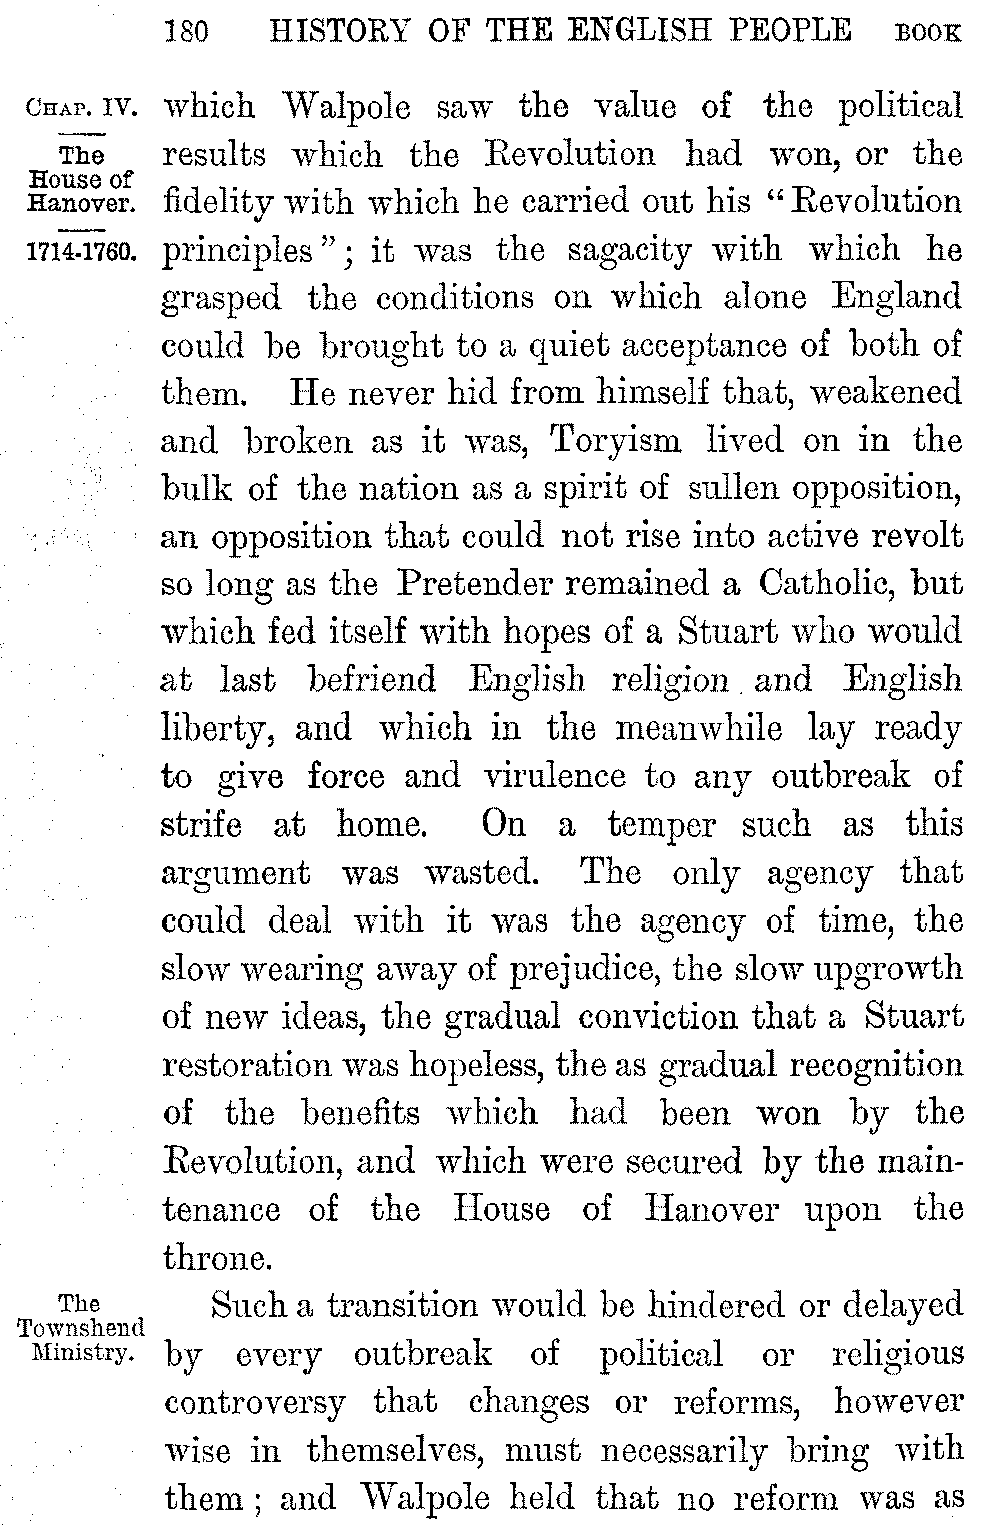 180 HISTORY OF THE ENGLISH PEOPLE BOOK
CHAP. IV.
The
House of
Hanover.
1714-1760.
which Walpole saw the value of the political
results which the Revolution had won, or the
fidelity with which he carried out his “Revolution
principles”; it was the sagacity with which he
grasped the conditions on which alone England
could be brought to a quiet acceptance of both of
them. He never hid from himself that, weakened
and broken as it was, Toryism lived on in the
bulk of the nation as a spirit of sullen opposition,
an opposition that could not rise into active revolt
so long as the Pretender remained a Catholic, but
which fed itself with hopes of a Stuart who would
at last befriend English religion and English
liberty, and which in the meanwhile lay ready
to give force and virulence to any outbreak of
strife at home. On a temper such as this
argument was wasted. The only agency that
could deal with it was the agency of time, the
slow wearing away of prejudice, the slow upgrowth
of new ideas, the gradual conviction that a Stuart
restoration was hopeless, the as gradual recognition
of the benefits which had been won by the
Revolution, and which were secured by the main-
tenance of the House of Hanover upon the
throne.
The
Townshend
Ministry.
Such a transition would be hindered or delayed
by every outbreak of political or religious
controversy that changes or reforms, however
wise in themselves, must necessarily bring with
them; and Walpole held that no reform was as